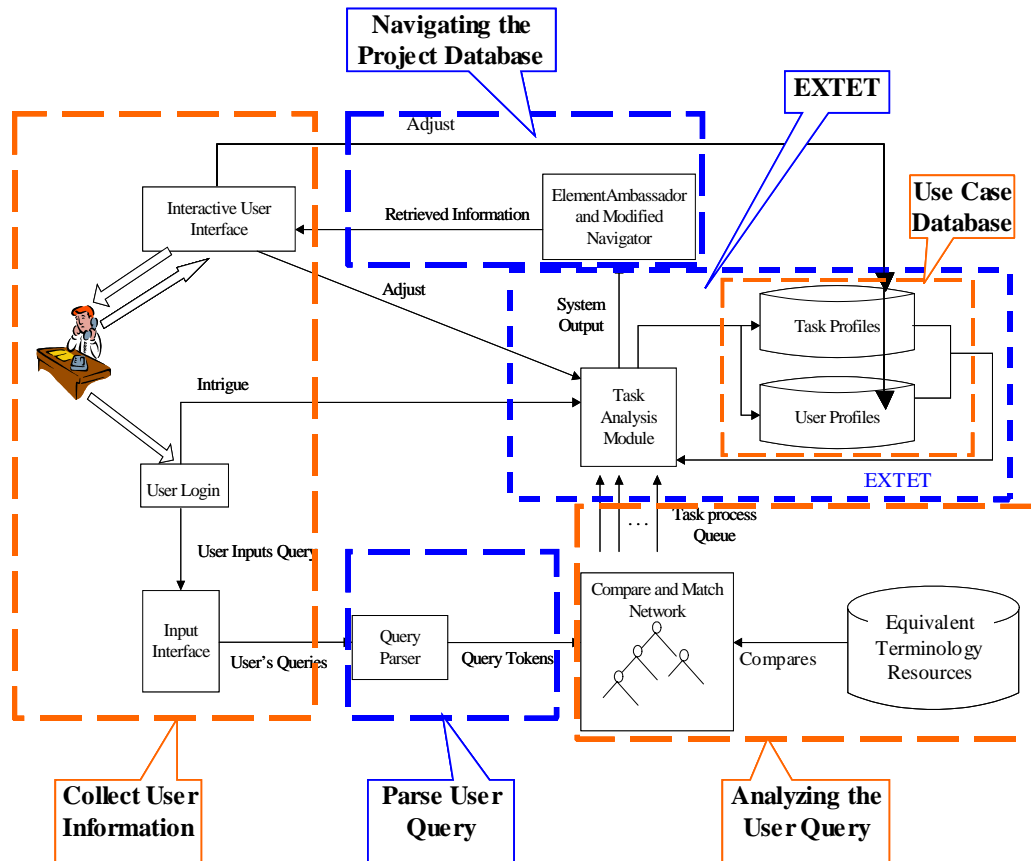 Navigating the
Project Database
EXTET
Adjust
Use Case
Database
Interactive User
Interface
Retrieved Information
ElementAmbassador
and Modified
Navigator
Adjust
System
Output
Task Profiles
Intrigue
Task
Analysis
Module
User Profiles
EXTET
User Login
Task process
Queue
...
User Inputs Query
Compare and Match
Network
Input
Interface
User's Queries
Query
Parser
Query Tokens
Compares
Equivalent
Terminology
Resources
Collect User
Information
Parse User
Query
Analyzing the
User Query